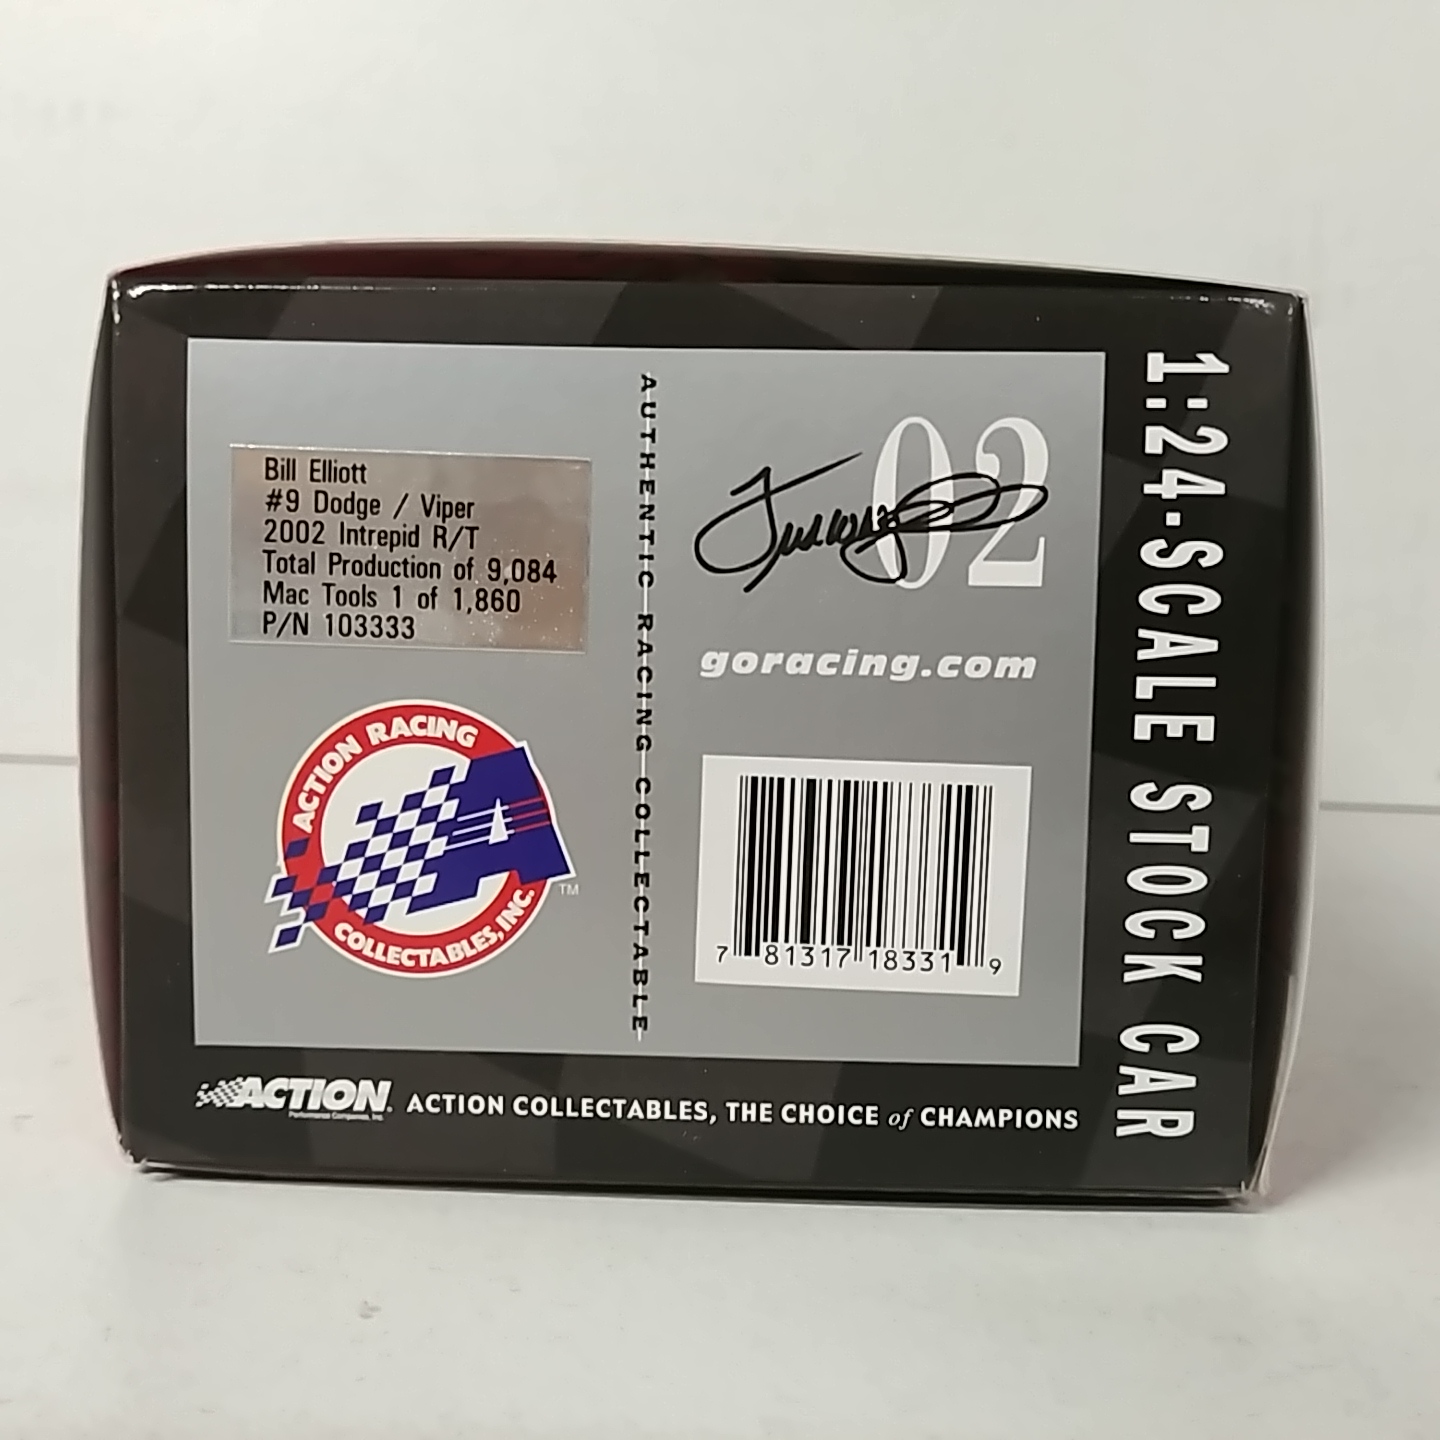 Bill Elliott
#9 Dodge / Viper
2002 Intrepid R/T
Total Production of 9,084
Mac Tools 1 of 1,860
P/N 103333
ACTION RACING
COLLECTABLES, INC.
TM
AUTHENTIC RACING COLLECTABLE
02
goracing.com
7 81317 18331 9
1:24-SCALE STOCK CAR
ACTION
ACTION COLLECTABLES, THE CHOICE of CHAMPIONS